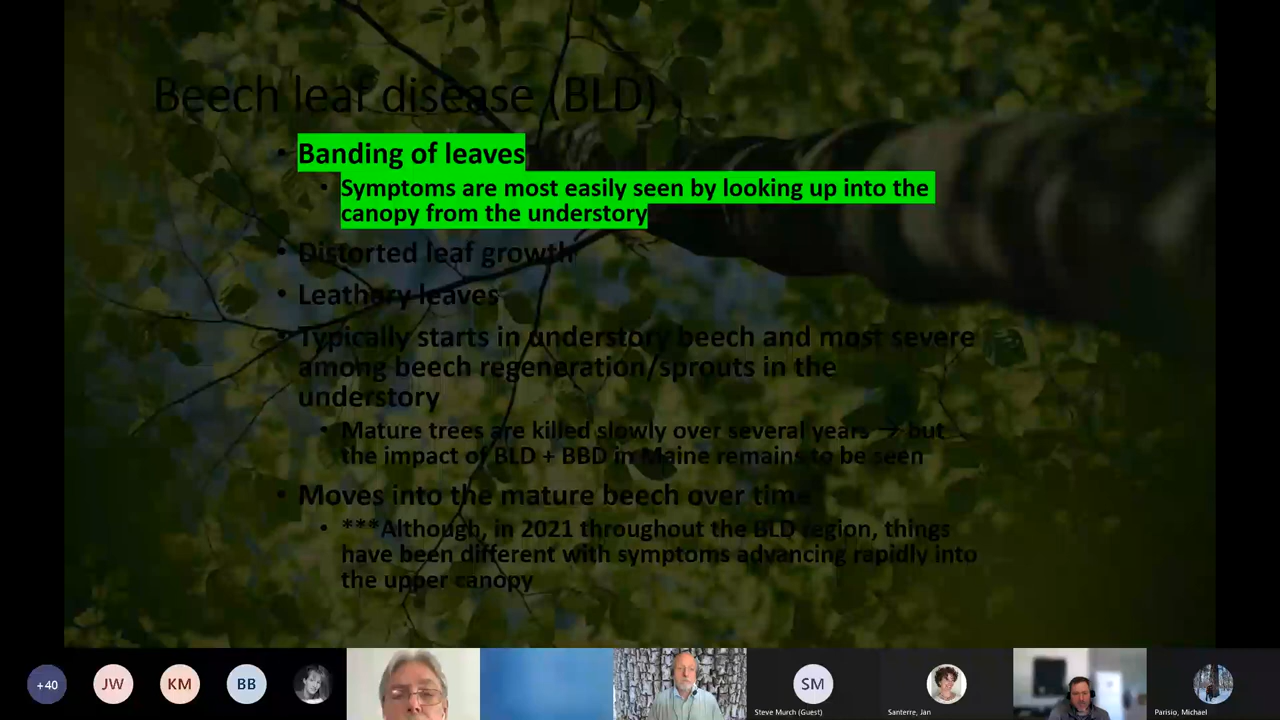 Beech leaf disease (BLD)
• Banding of leaves
• Symptoms are most easily seen by looking up into the
canopy from the understory
• Distorted leaf growth
• Leathery leaves
• Typically starts in understory beech and most severe
among beech regeneration/sprouts in the
understory
• Mature trees are killed slowly over several years → but
the impact of BLD + BBD in Maine remains to be seen
• Moves into the mature beech over time
• ***Although, in 2021 throughout the BLD region, things
have been different with symptoms advancing rapidly into
the upper canopy
+40
JW
KM
BB
SM
Steve Murch (Guest)
Santerre, Jan
Parisio, Michael